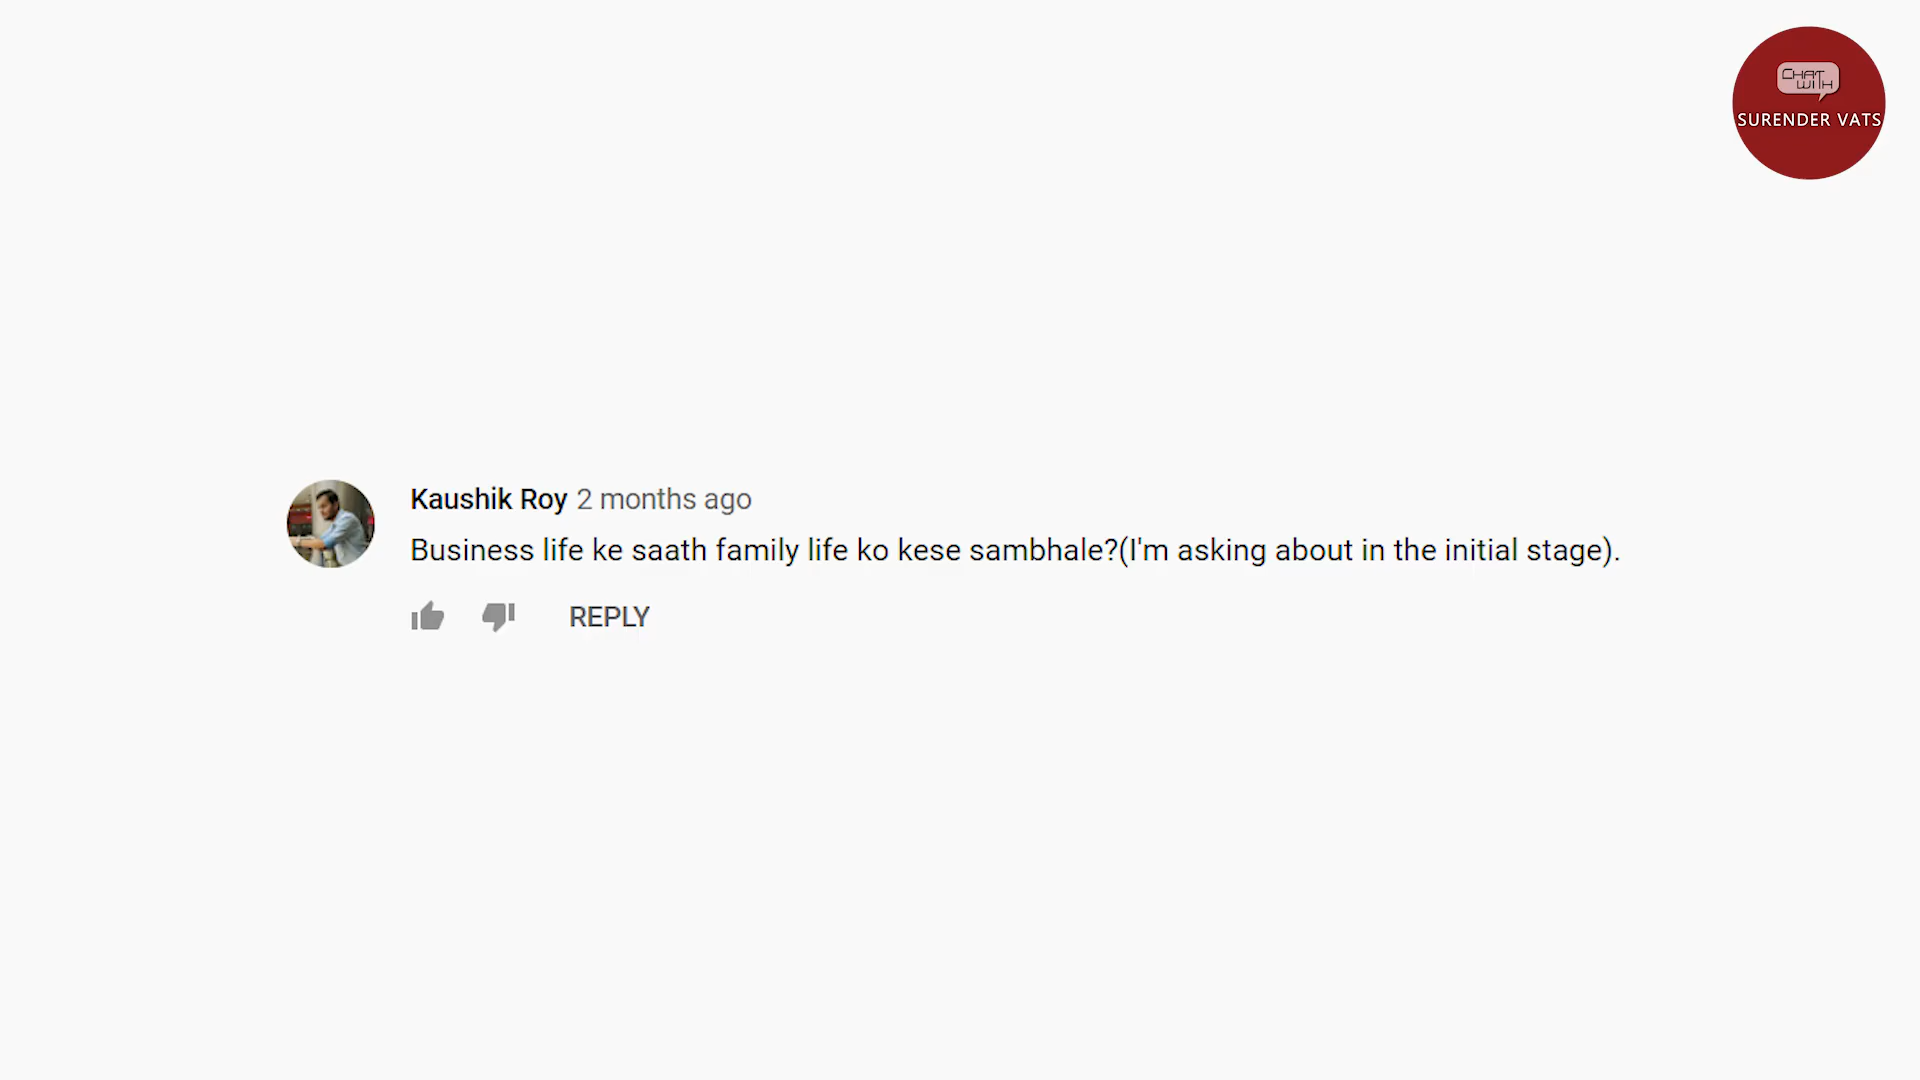 CHAT
WITH
SURENDER VATS
Kaushik Roy 2 months ago
Business life ke saath family life ko kese sambhale?(I'm asking about in the initial stage).
REPLY